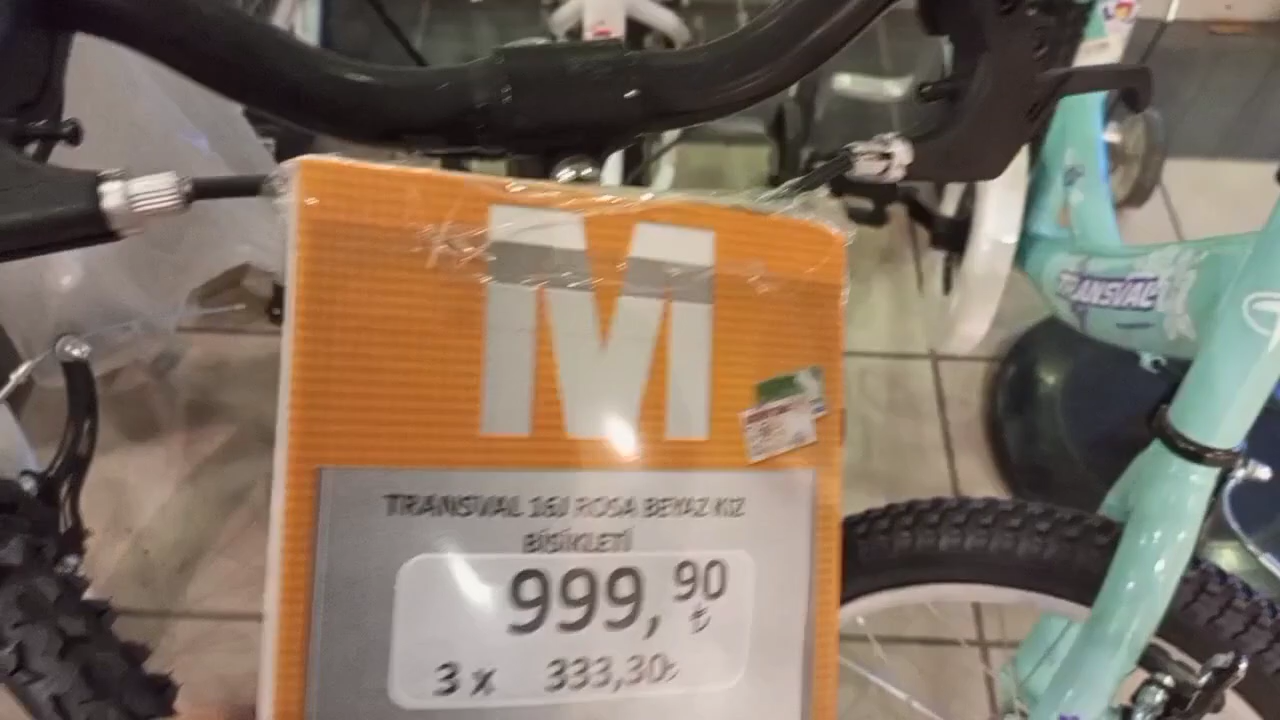 M
TRANSVAL 16J ROSA BEYAZ KIZ
BİSİKLETİ
999,90 ₺
3 x 333,30₺
TRANSVAL